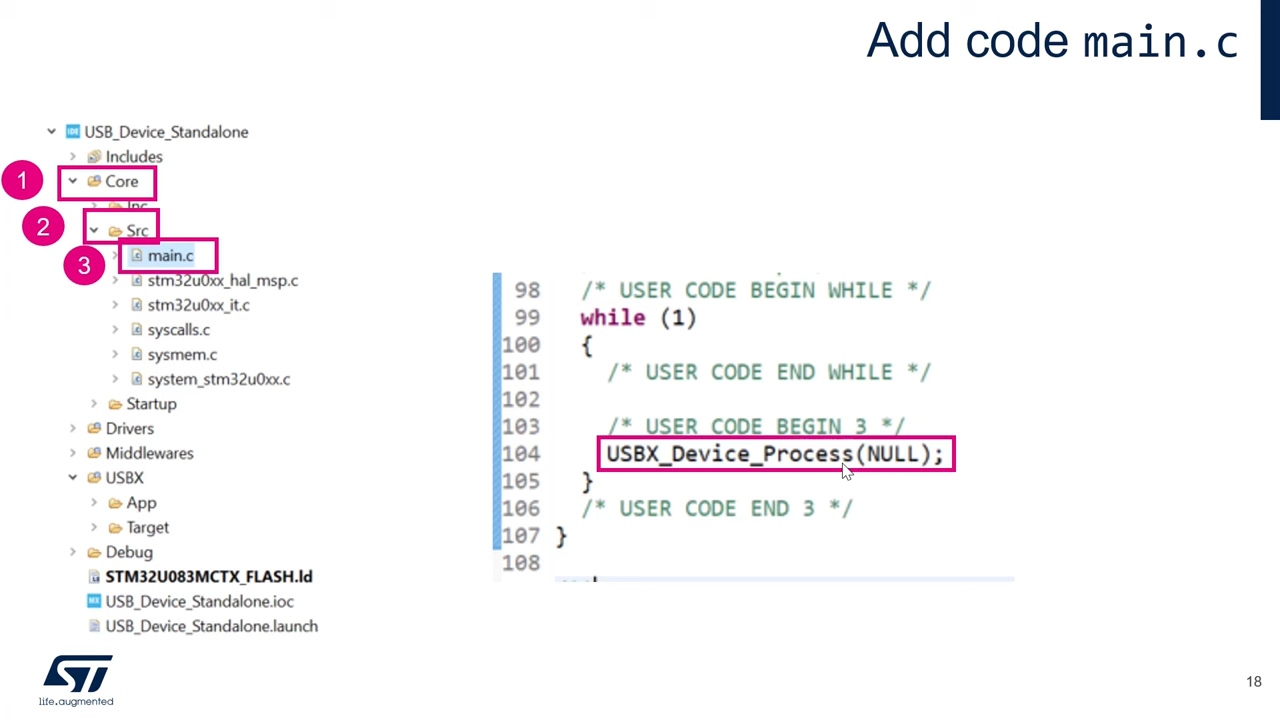 Add code main.c
USB_Device_Standalone
Includes
1
Core
Inc
2
Src
3
main.c
stm32u0xx_hal_msp.c
stm32u0xx_it.c
syscalls.c
sysmem.c
system_stm32u0xx.c
Startup
Drivers
Middlewares
USBX
App
Target
Debug
STM32U083MCTX_FLASH.ld
USB_Device_Standalone.ioc
USB_Device_Standalone.launch
98 /* USER CODE BEGIN WHILE */
99 while (1)
100 {
101 /* USER CODE END WHILE */
102
103 /* USER CODE BEGIN 3 */
104 USBX_Device_Process(NULL);
105 }
106 /* USER CODE END 3 */
107 }
108
ST
life.augmented
18